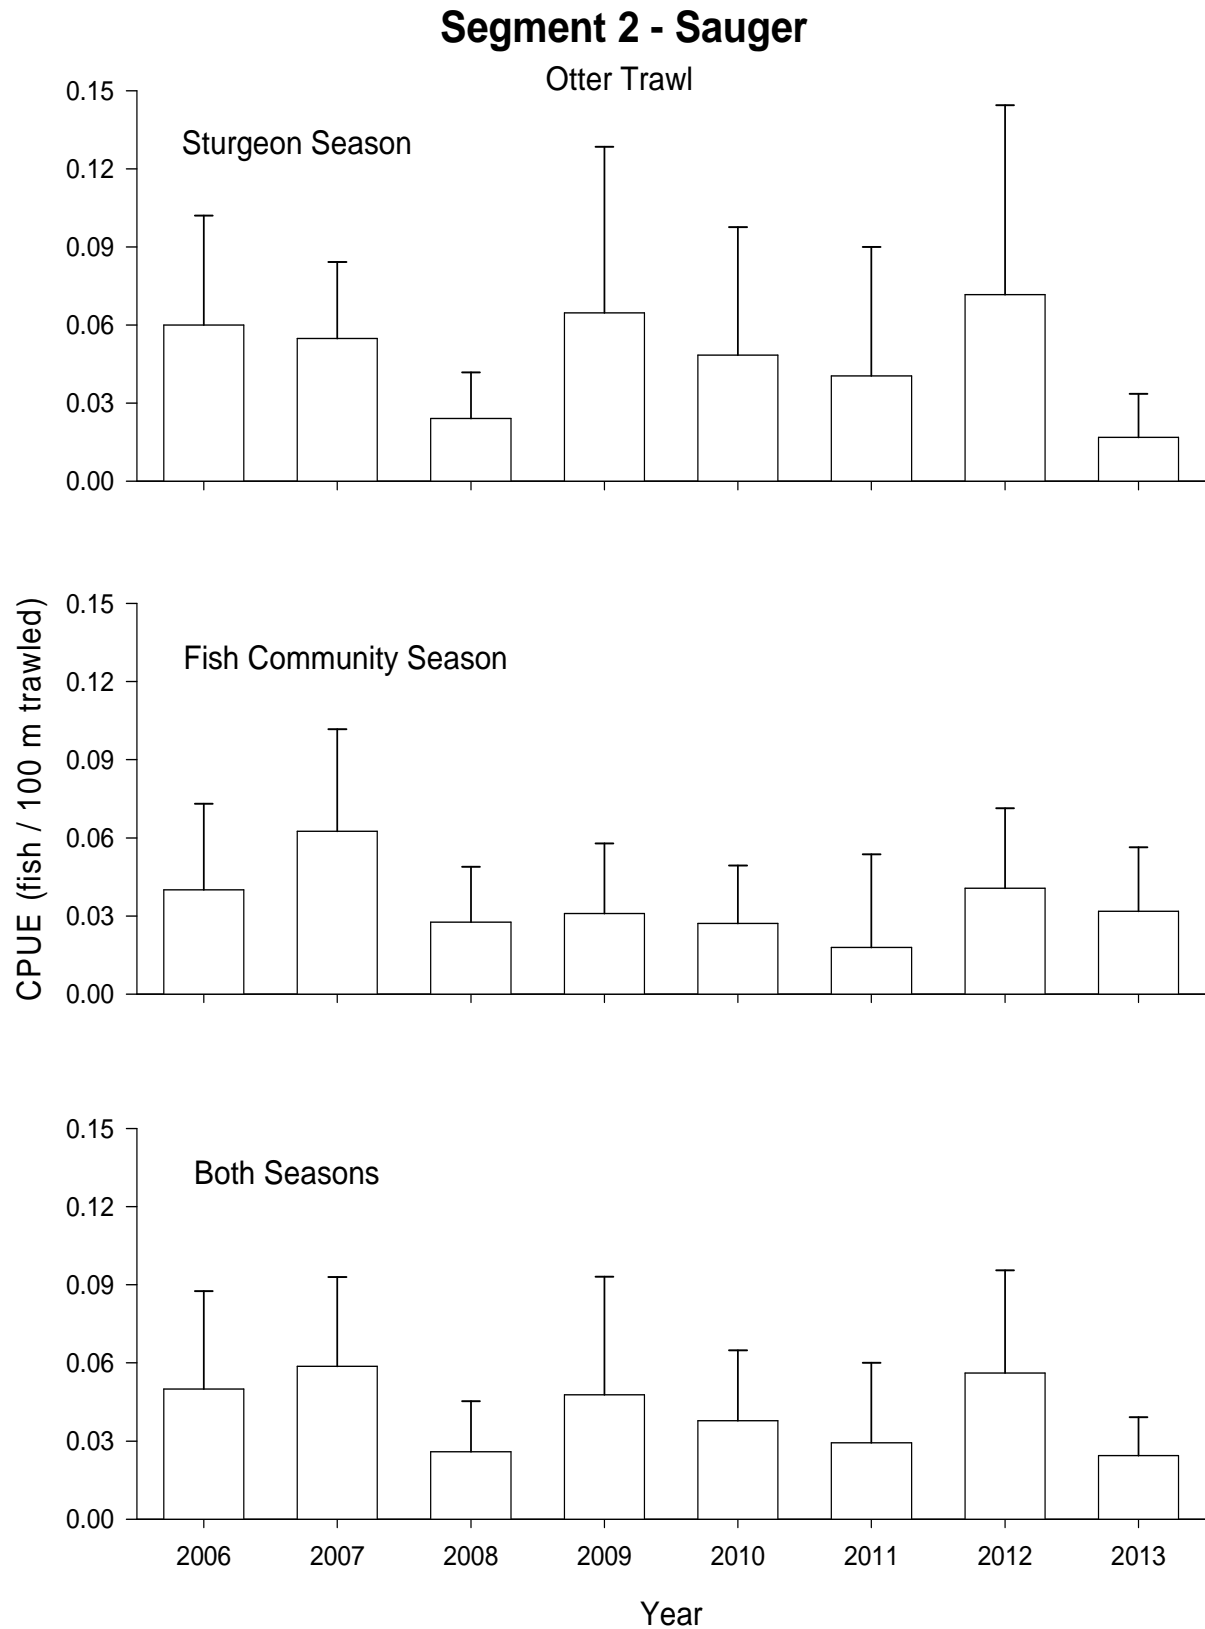 Segment 2 - Sauger
Otter Trawl
Sturgeon Season
0.15
0.12
0.09
0.06
0.03
0.00
CPUE (fish / 100 m trawled)
Fish Community Season
0.15
0.12
0.09
0.06
0.03
0.00
Both Seasons
0.15
0.12
0.09
0.06
0.03
0.00
2006 2007 2008 2009 2010 2011 2012 2013
Year